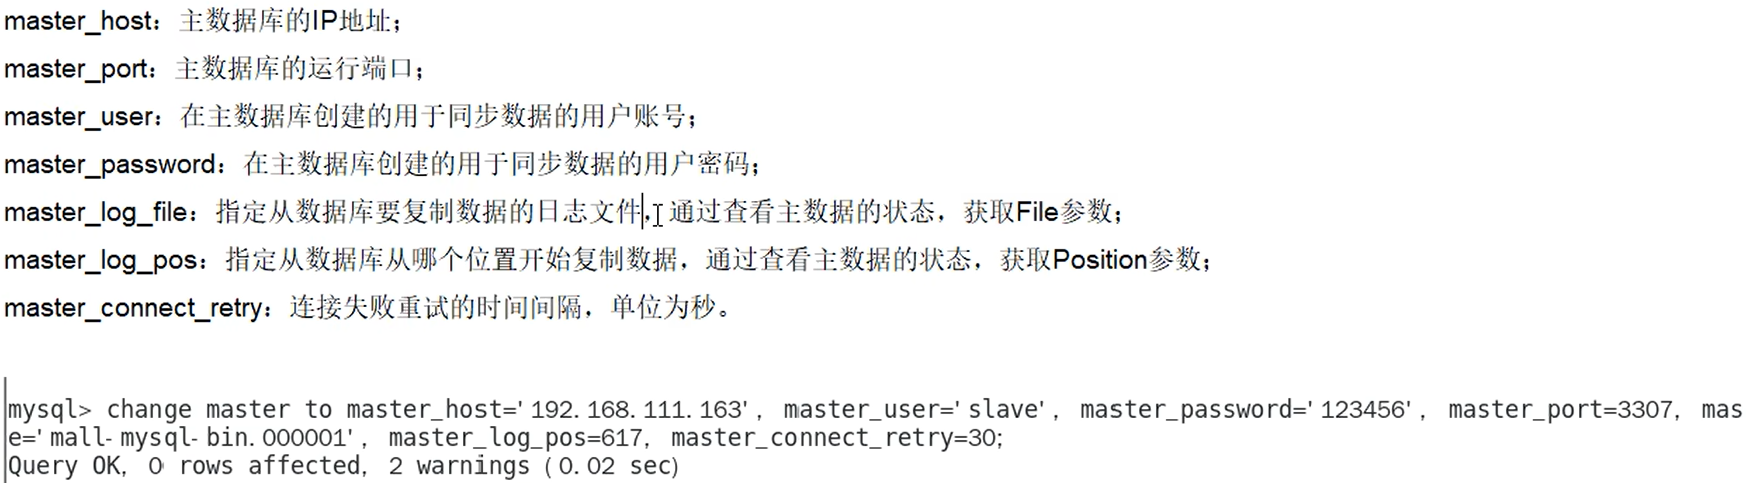 master_host：主数据库的IP地址；
master_port：主数据库的运行端口；
master_user：在主数据库创建的用于同步数据的用户账号；
master_password：在主数据库创建的用于同步数据的用户密码；
master_log_file：指定从数据库要复制数据的日志文件，通过查看主数据的状态，获取File参数；
master_log_pos：指定从数据库从哪个位置开始复制数据，通过查看主数据的状态，获取Position参数；
master_connect_retry：连接失败重试的时间间隔，单位为秒。
mysql> change master to master_host='192.168.111.163', master_user='slave', master_password='123456', master_port=3307, mas
e='mall-mysql-bin.000001', master_log_pos=617, master_connect_retry=30;
Query OK, 0 rows affected, 2 warnings (0.02 sec)